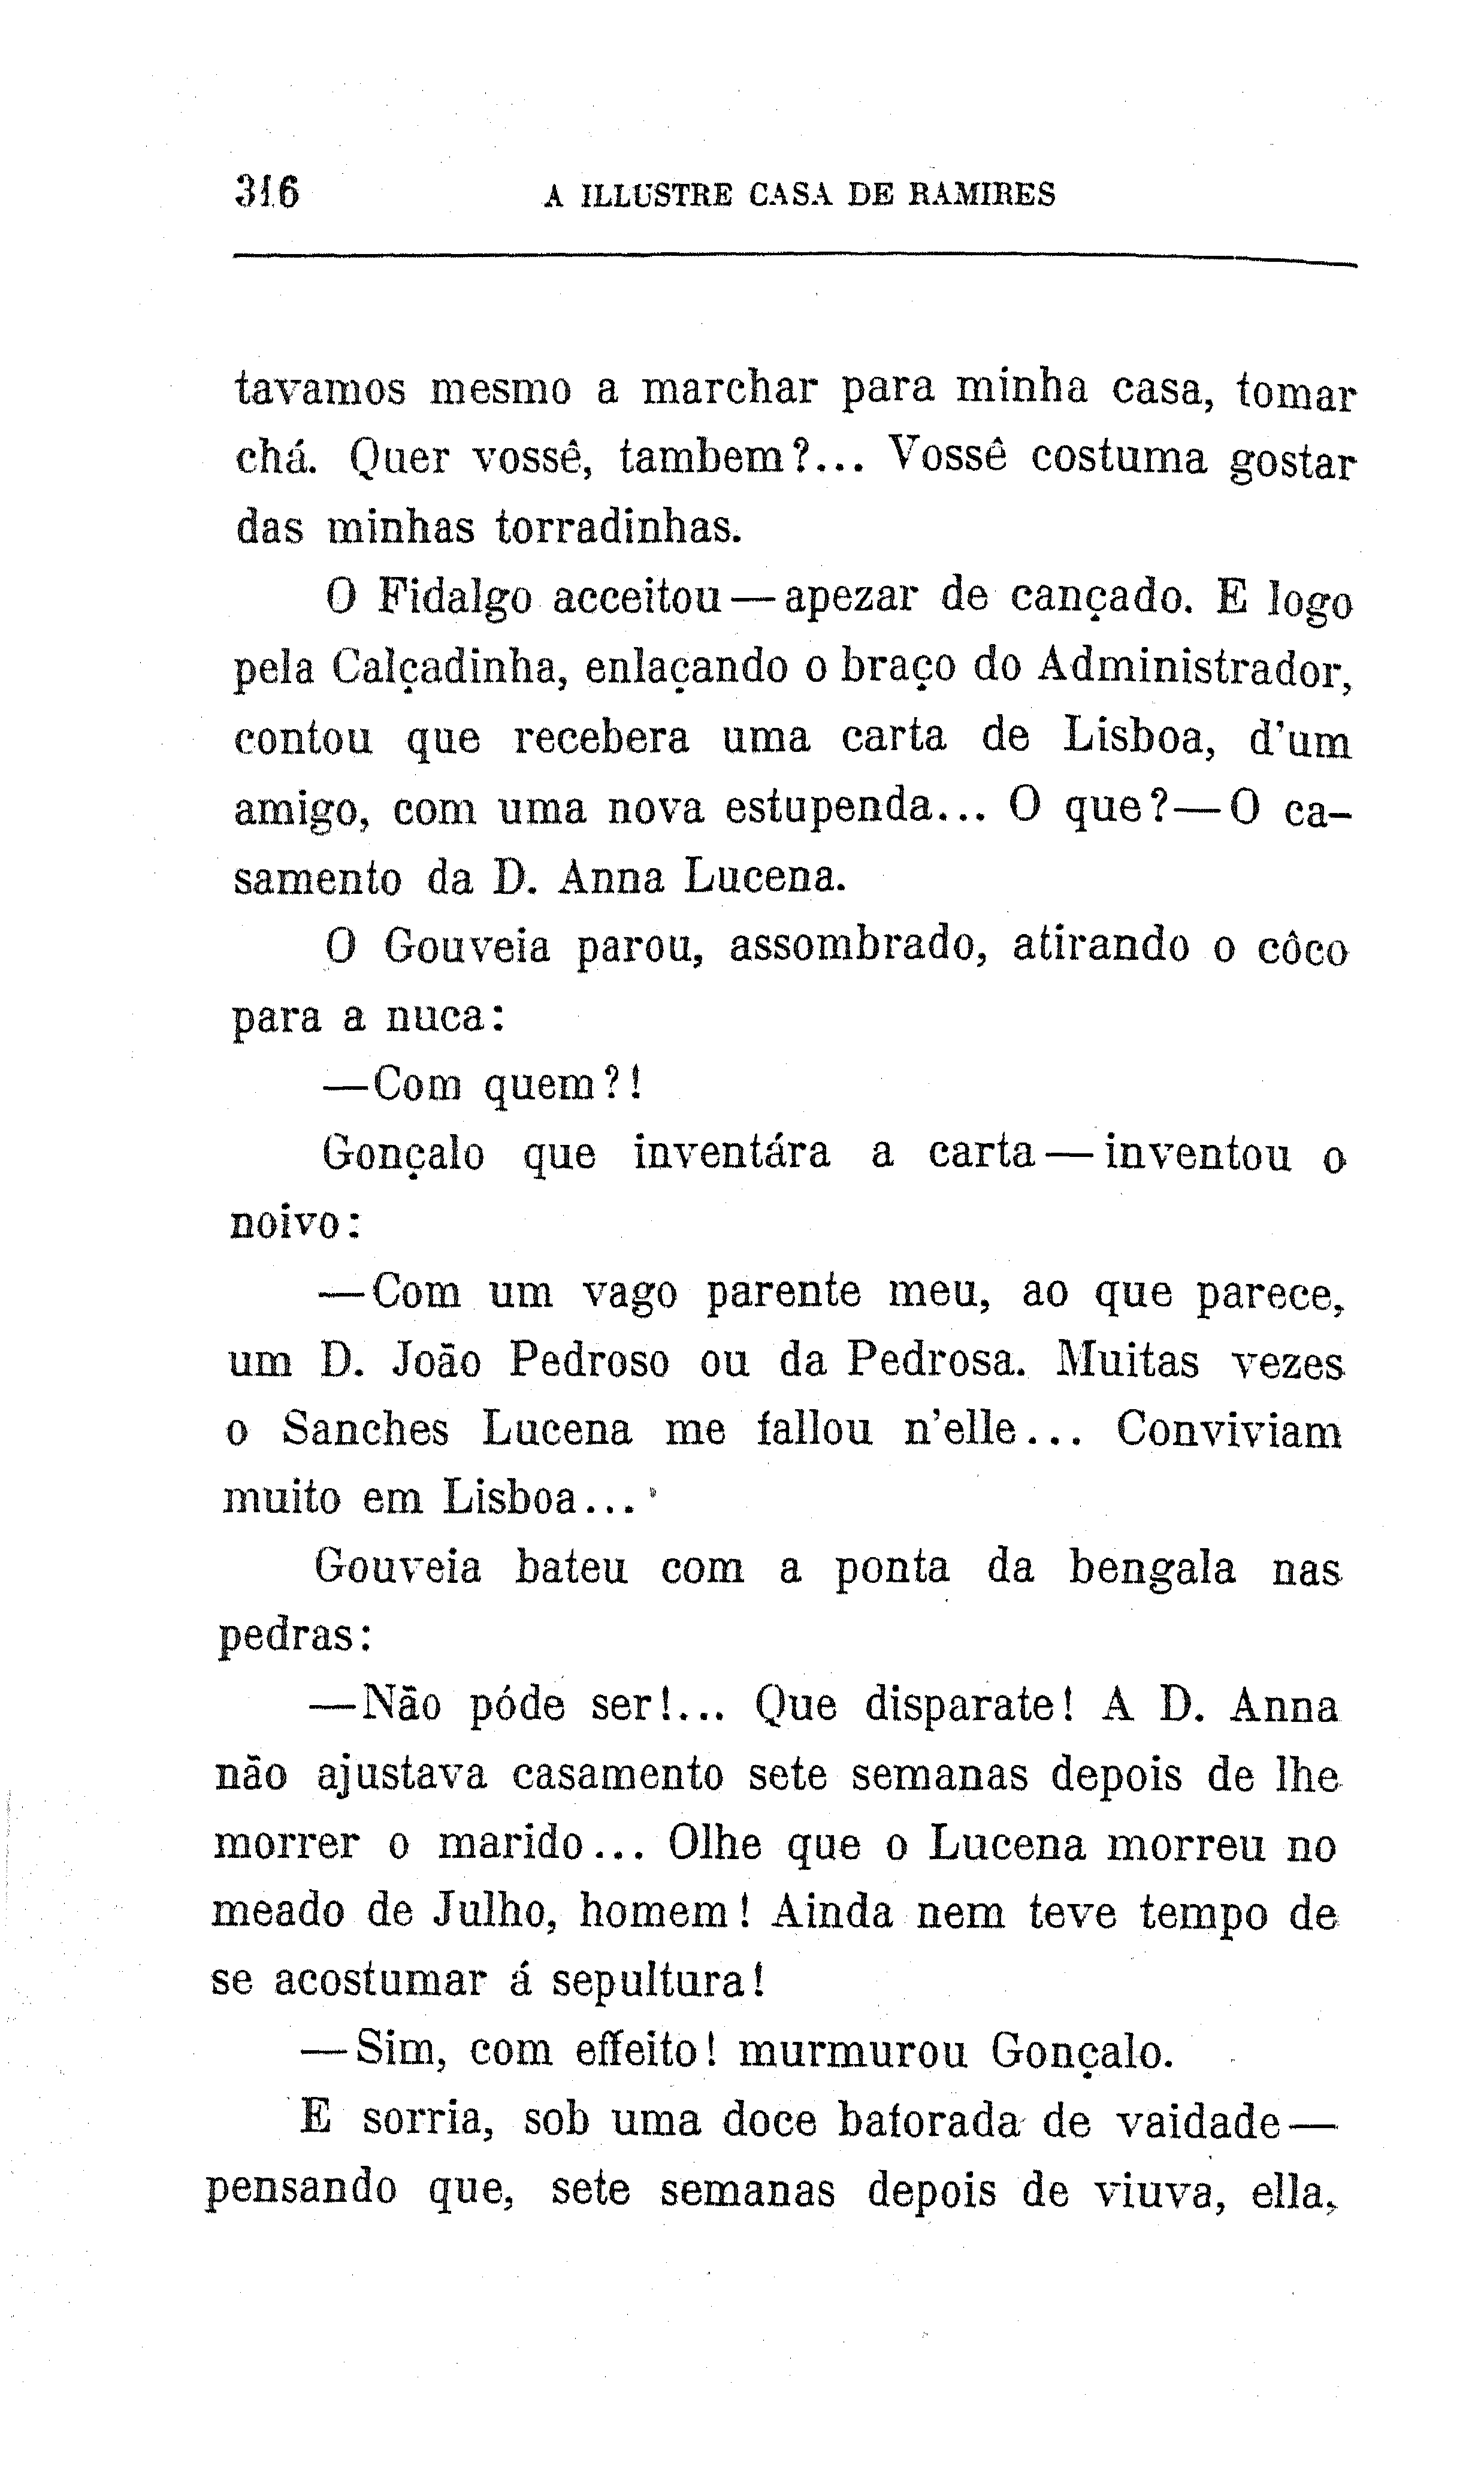 316 A ILLUSTRE CASA DE RAMIRES
tavamos mesmo a marchar para minha casa, tomar
chá. Quer vossê, tambem?... Vossê costuma gostar
das minhas torradinhas.
O Fidalgo acceitou—apezar de cançado. E logo
pela Calçadinha, enlaçando o braço do Administrador,
contou que recebera uma carta de Lisboa, d'um
amigo, com uma nova estupenda... O que?—O ca-
samento da D. Anna Lucena.
O Gouveia parou, assombrado, atirando o côco
para a nuca:
—Com quem?!
Gonçalo que inventára a carta—inventou o
noivo:
—Com um vago parente meu, ao que parece,
um D. João Pedroso ou da Pedrosa. Muitas vezes
o Sanches Lucena me fallou n'elle... Conviviam
muito em Lisboa...
Gouveia bateu com a ponta da bengala nas
pedras:
—Não póde ser!... Que disparate! A D. Anna
não ajustava casamento sete semanas depois de lhe
morrer o marido... Olhe que o Lucena morreu no
meado de Julho, homem! Ainda nem teve tempo de
se acostumar á sepultura!
—Sim, com effeito! murmurou Gonçalo.
E sorria, sob uma doce baforada de vaidade—
pensando que, sete semanas depois de viuva, ella,